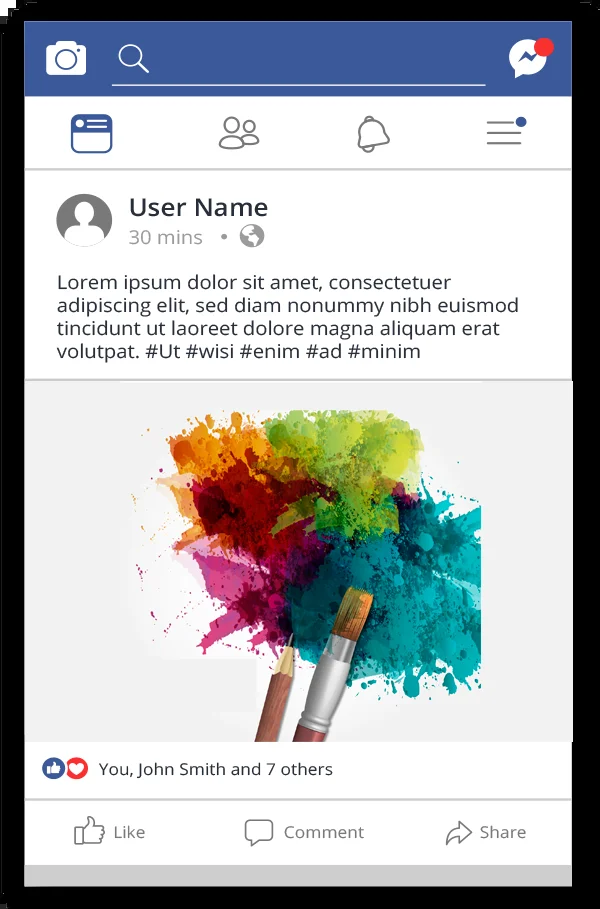 User Name
30 mins •
Lorem ipsum dolor sit amet, consectetuer
adipiscing elit, sed diam nonummy nibh euismod
tincidunt ut laoreet dolore magna aliquam erat
volutpat. #Ut #wisi #enim #ad #minim
You, John Smith and 7 others
Like Comment Share